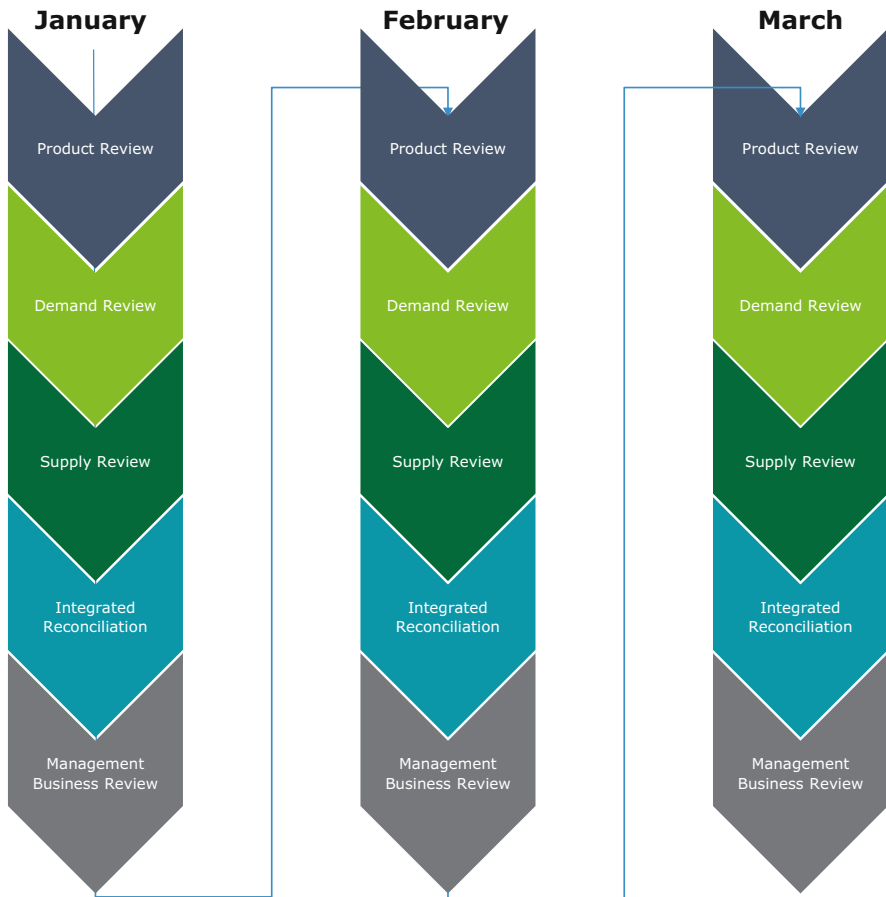 January
Product Review
Demand Review
Supply Review
Integrated
Reconciliation
Management
Business Review
February
Product Review
Demand Review
Supply Review
Integrated
Reconciliation
Management
Business Review
March
Product Review
Demand Review
Supply Review
Integrated
Reconciliation
Management
Business Review